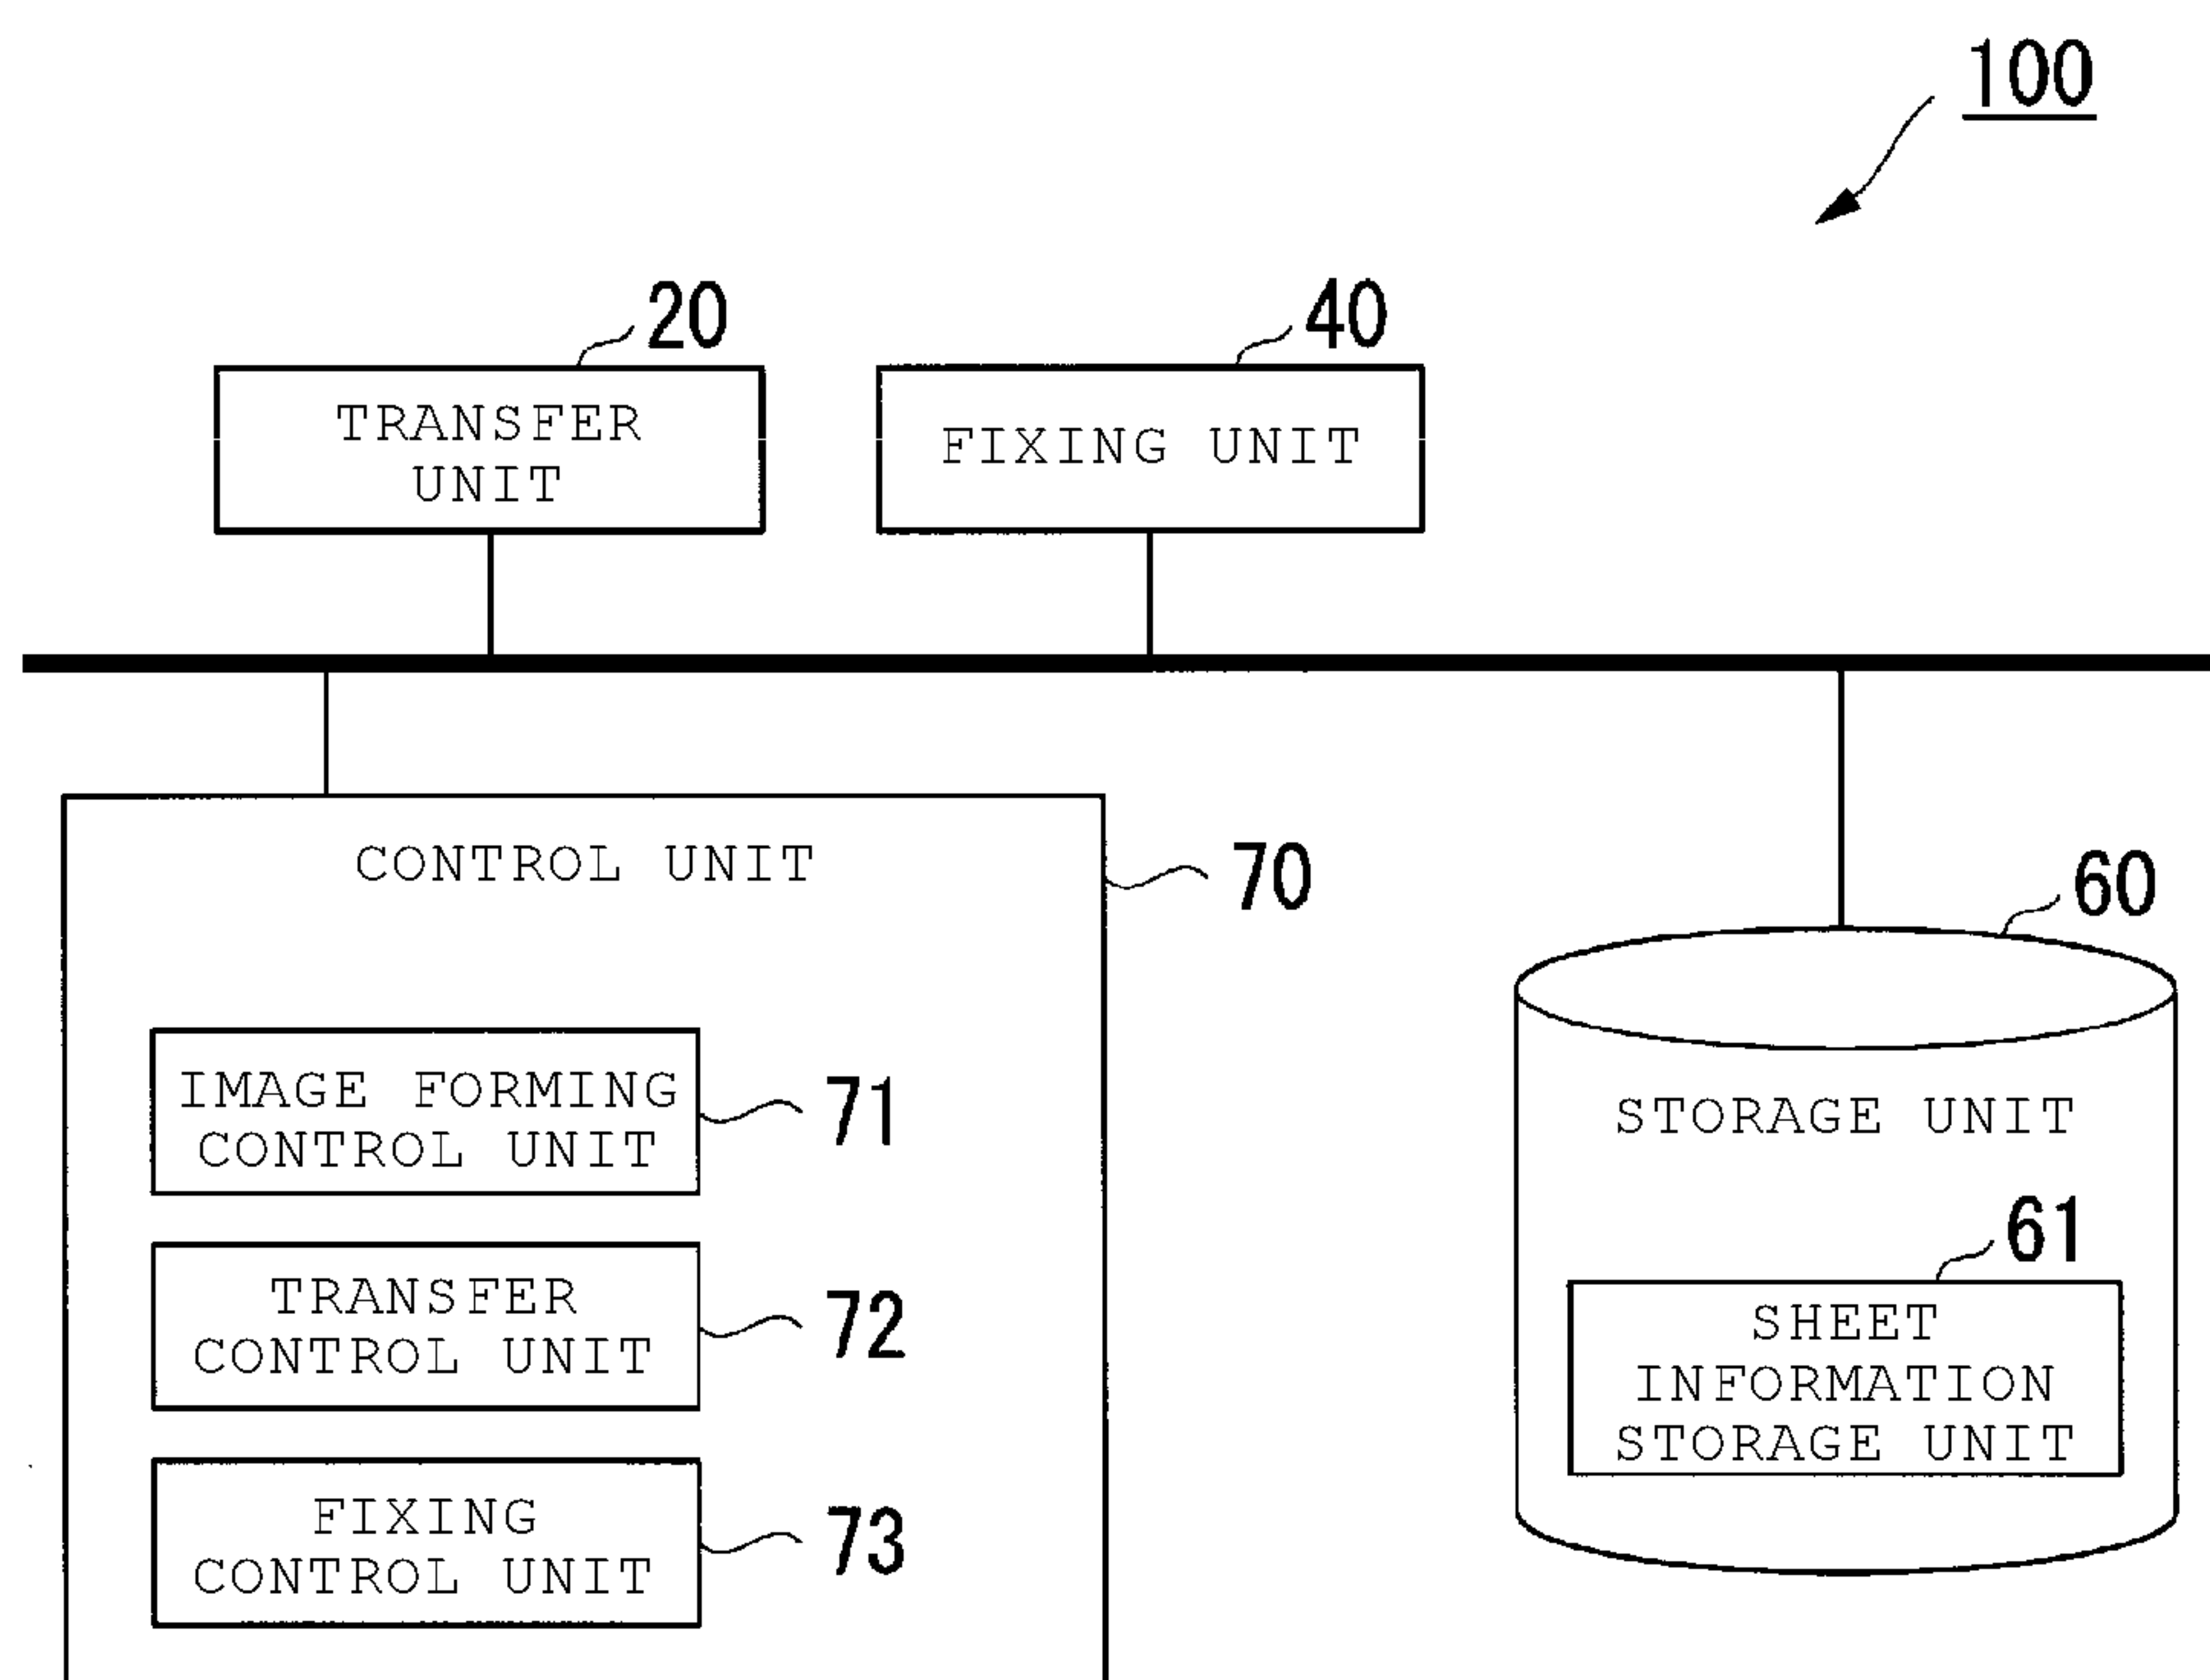 100
20
40
TRANSFER
UNIT
FIXING UNIT
CONTROL UNIT
70
60
IMAGE FORMING
CONTROL UNIT
71
STORAGE UNIT
TRANSFER
CONTROL UNIT
72
61
SHEET
INFORMATION
STORAGE UNIT
FIXING
CONTROL UNIT
73